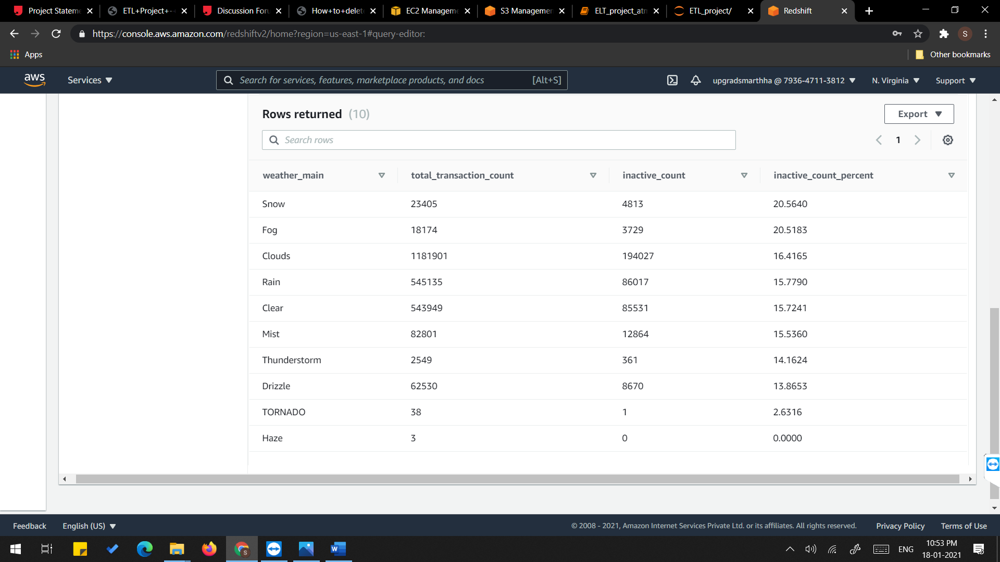 Project Stateme
ETL+Project+-+
Discussion Foru
How+to+delet
EC2 Manageme
S3 Managemen
ELT_project_atm
ETL_project/
Redshift
https://console.aws.amazon.com/redshiftv2/home?region=us-east-1#query-editor:
S
Apps
Other bookmarks
aws
Services
Search for services, features, marketplace products, and docs
[Alt+S]
upgradsmarthha @ 7936-4711-3812
N. Virginia
Support
Rows returned (10)
Export
Search rows
1
weather_main total_transaction_count inactive_count inactive_count_percent
Snow 23405 4813 20.5640
Fog 18174 3729 20.5183
Clouds 1181901 194027 16.4165
Rain 545135 86017 15.7790
Clear 543949 85531 15.7241
Mist 82801 12864 15.5360
Thunderstorm 2549 361 14.1624
Drizzle 62530 8670 13.8653
TORNADO 38 1 2.6316
Haze 3 0 0.0000
Feedback
English (US)
© 2008 - 2021, Amazon Internet Services Private Ltd. or its affiliates. All rights reserved.
Privacy Policy
Terms of Use
S
W
ENG
10:53 PM
18-01-2021